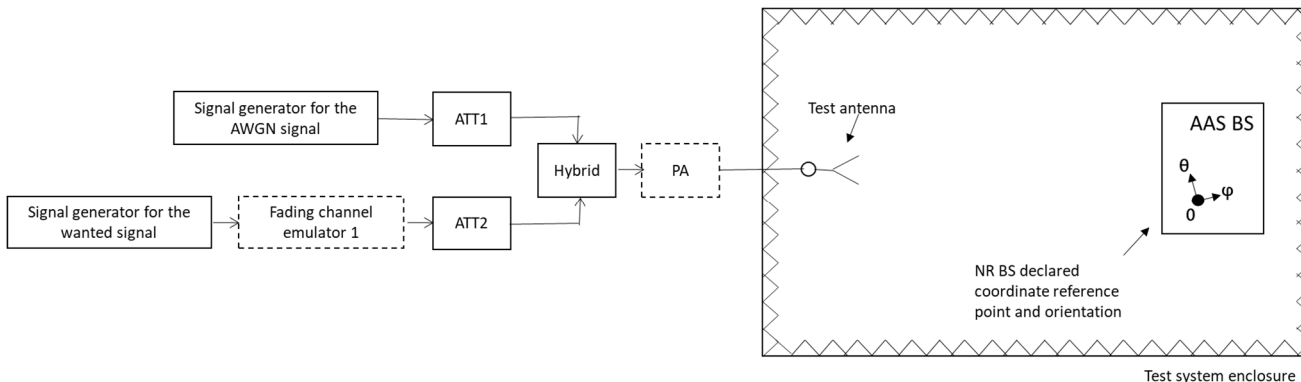 Signal generator for the
AWGN signal
ATT1
Hybrid
PA
Signal generator for the
wanted signal
Fading channel
emulator 1
ATT2
Test antenna
AAS BS
θ
φ
0
NR BS declared
coordinate reference
point and orientation
Test system enclosure